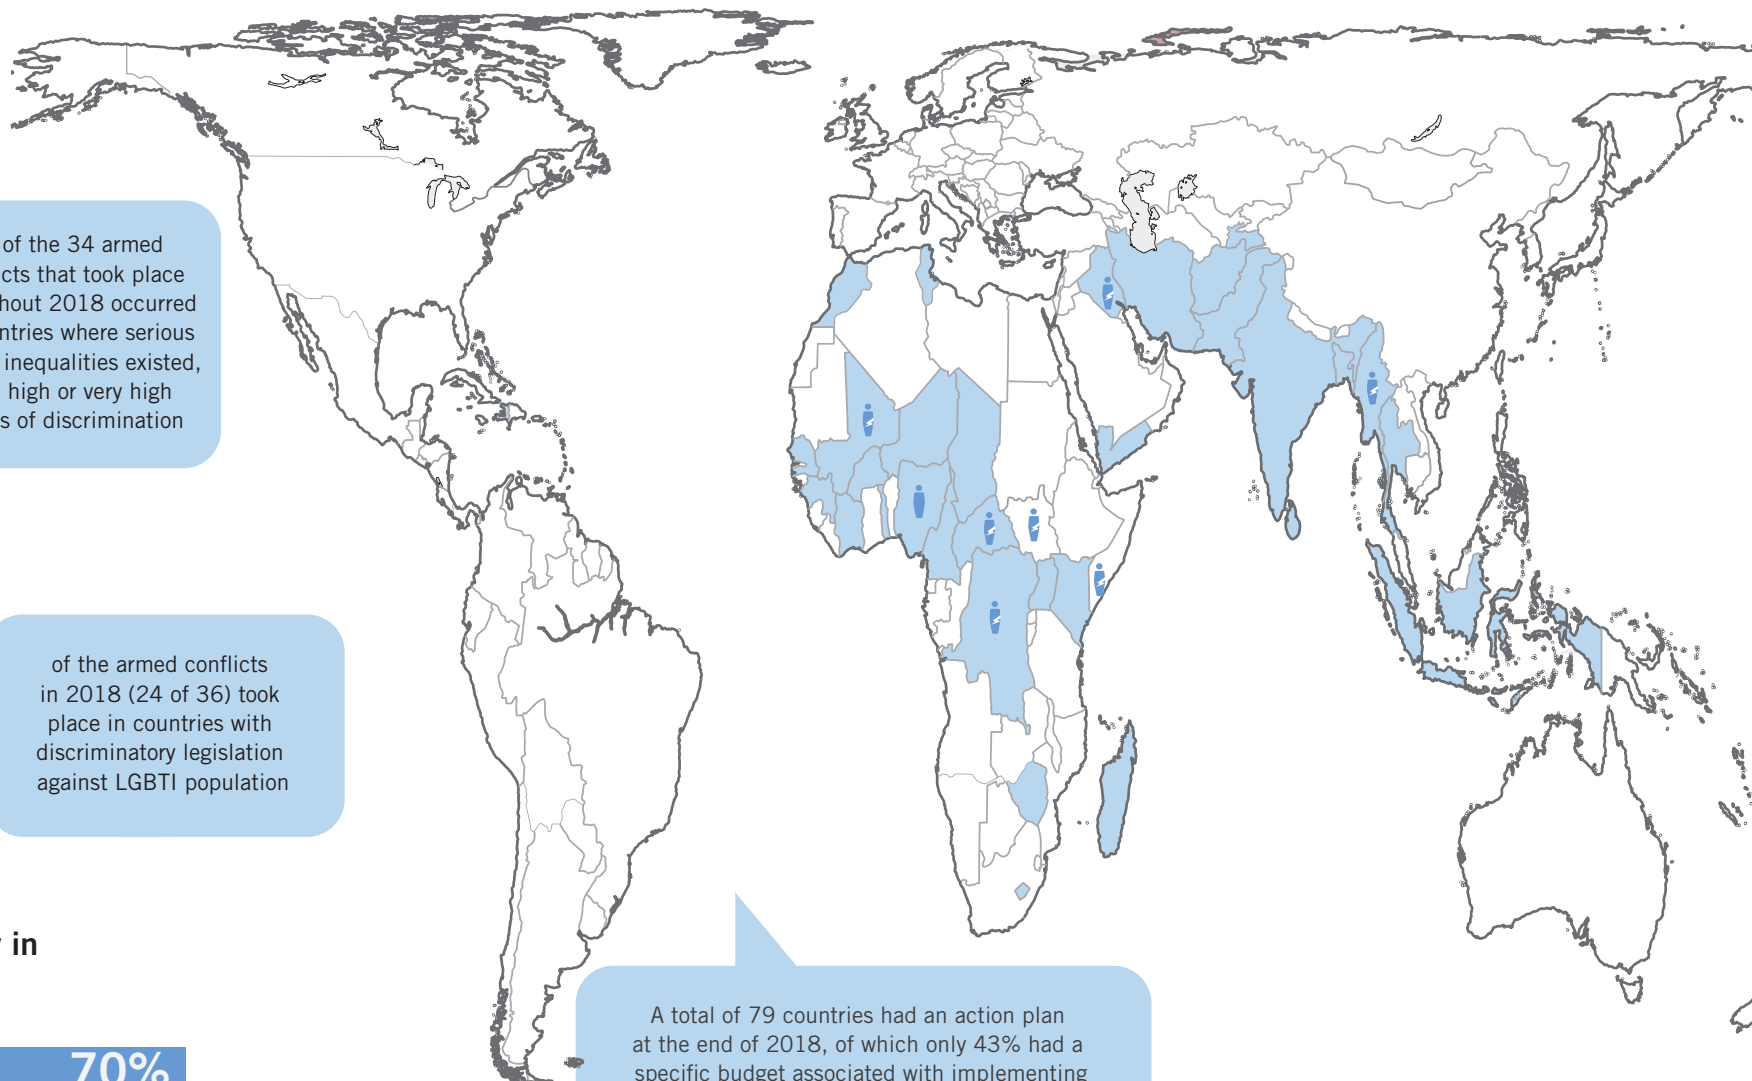 of the 34 armed
cts that took place
hout 2018 occurred
ntries where serious
inequalities existed,
high or very high
s of discrimination
of the armed conflicts
in 2018 (24 of 36) took
place in countries with
discriminatory legislation
against LGBTI population
in
70%
A total of 79 countries had an action plan
at the end of 2018, of which only 43% had a
specific budget associated with implementing